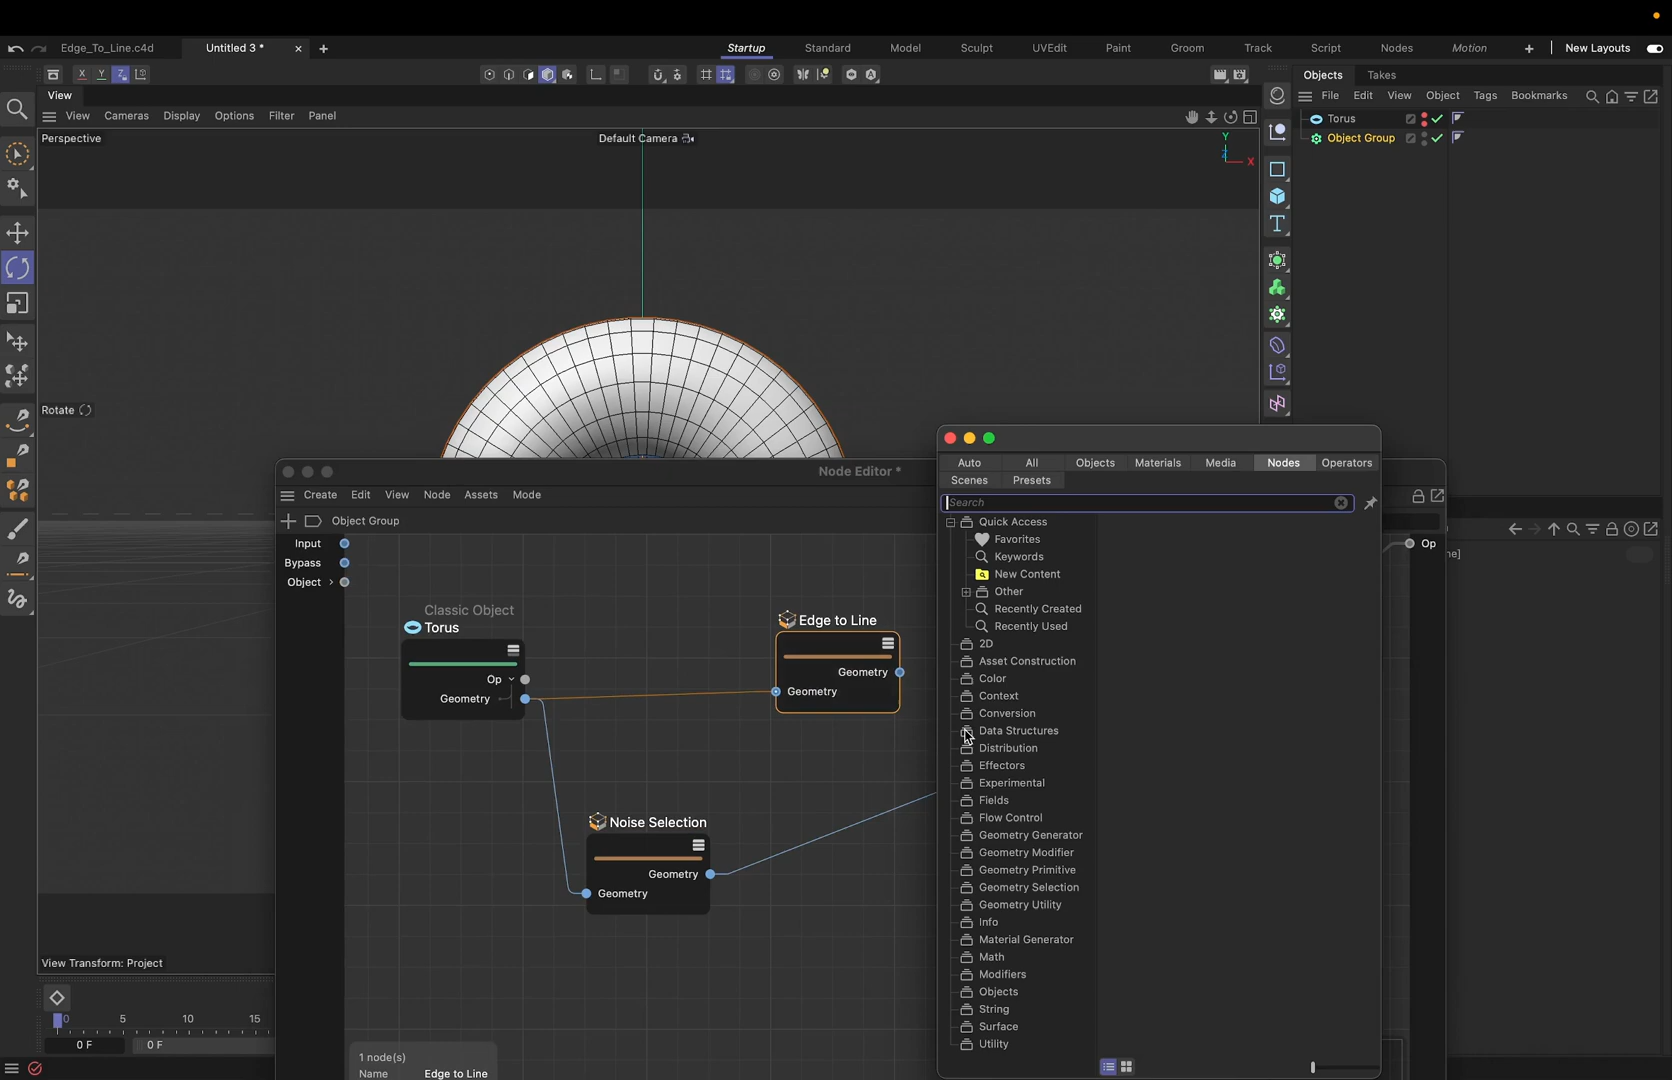 Edge_To_Line.c4d
Untitled 3 *
Startup
Standard
Model
Sculpt
UVEdit
Paint
Groom
Track
Script
Nodes
Motion
New Layouts
X
Y
Z
Objects
Takes
View
File
Edit
View
Object
Tags
Bookmarks
View
Cameras
Display
Options
Filter
Panel
Torus
Object Group
Perspective
Default Camera
Y
Z
X
Rotate
View Transform: Project
0
5
10
15
0 F
0 F
Node Editor *
Create
Edit
View
Node
Assets
Mode
Object Group
Input
Bypass
Object >
Classic Object
Torus
Op
Geometry
Edge to Line
Geometry
Geometry
Noise Selection
Geometry
Geometry
1 node(s)
Name
Edge to Line
Op
Auto
All
Objects
Materials
Media
Nodes
Operators
Scenes
Presets
Search
Quick Access
Favorites
Keywords
New Content
Other
Recently Created
Recently Used
2D
Asset Construction
Color
Context
Conversion
Data Structures
Distribution
Effectors
Experimental
Fields
Flow Control
Geometry Generator
Geometry Modifier
Geometry Primitive
Geometry Selection
Geometry Utility
Info
Material Generator
Math
Modifiers
Objects
String
Surface
Utility